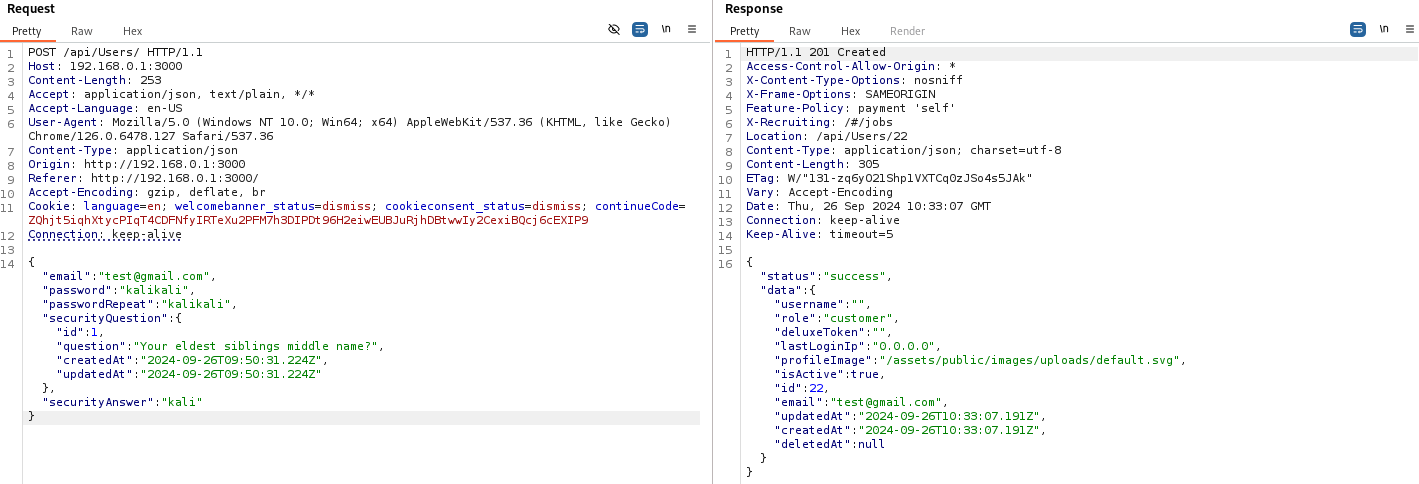 Request
Pretty Raw Hex \n
1 POST /api/Users/ HTTP/1.1
2 Host: 192.168.0.1:3000
3 Content-Length: 253
4 Accept: application/json, text/plain, */*
5 Accept-Language: en-US
6 User-Agent: Mozilla/5.0 (Windows NT 10.0; Win64; x64) AppleWebKit/537.36 (KHTML, like Gecko)
Chrome/126.0.6478.127 Safari/537.36
7 Content-Type: application/json
8 Origin: http://192.168.0.1:3000
9 Referer: http://192.168.0.1:3000/
10 Accept-Encoding: gzip, deflate, br
11 Cookie: language=en; welcomebanner_status=dismiss; cookieconsent_status=dismiss; continueCode=
ZQhjt5iqhXtycPIqT4CDFNfyIRTeXu2PFM7h3DIPDt96H2eiwEUBJuRjhDBtwwIy2CexiBQcj6cEXIP9
12 Connection: keep-alive
13
14 {
"email":"test@gmail.com",
"password":"kalikali",
"passwordRepeat":"kalikali",
"securityQuestion":{
"id":1,
"question":"Your eldest siblings middle name?",
"createdAt":"2024-09-26T09:50:31.224Z",
"updatedAt":"2024-09-26T09:50:31.224Z"
},
"securityAnswer":"kali"
}
Response
Pretty Raw Hex Render \n
1 HTTP/1.1 201 Created
2 Access-Control-Allow-Origin: *
3 X-Content-Type-Options: nosniff
4 X-Frame-Options: SAMEORIGIN
5 Feature-Policy: payment 'self'
6 X-Recruiting: /#/jobs
7 Location: /api/Users/22
8 Content-Type: application/json; charset=utf-8
9 Content-Length: 305
10 ETag: W/"131-zq6yO21Shp1VXTCq0zJSo4s5JAk"
11 Vary: Accept-Encoding
12 Date: Thu, 26 Sep 2024 10:33:07 GMT
13 Connection: keep-alive
14 Keep-Alive: timeout=5
15
16 {
"status":"success",
"data":{
"username":"",
"role":"customer",
"deluxeToken":"",
"lastLoginIp":"0.0.0.0",
"profileImage":"/assets/public/images/uploads/default.svg",
"isActive":true,
"id":22,
"email":"test@gmail.com",
"updatedAt":"2024-09-26T10:33:07.191Z",
"createdAt":"2024-09-26T10:33:07.191Z",
"deletedAt":null
}
}